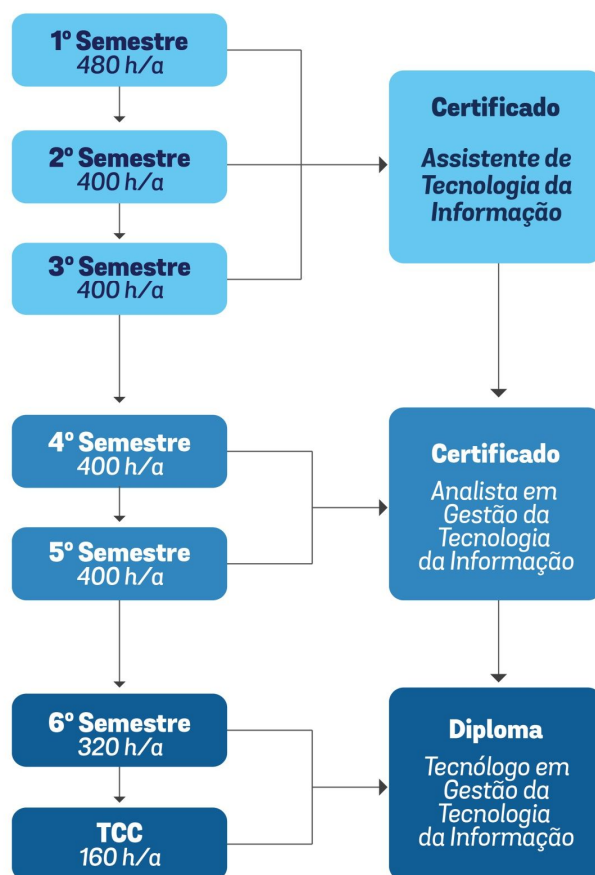 1º Semestre
480 h/a
2º Semestre
400 h/a
3º Semestre
400 h/a
Certificado
Assistente de
Tecnologia da
Informação
4º Semestre
400 h/a
5º Semestre
400 h/a
Certificado
Analista em
Gestão da
Tecnologia
da Informação
6º Semestre
320 h/a
TCC
160 h/a
Diploma
Tecnólogo em
Gestão da
Tecnologia
da Informação